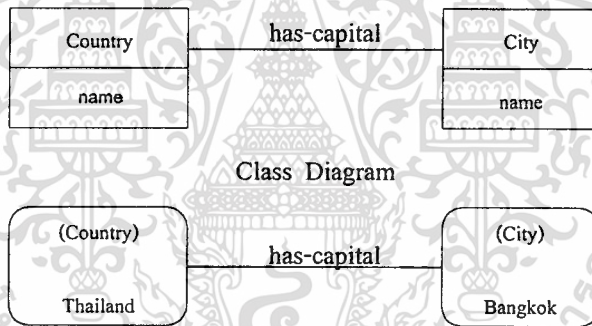 Country has-capital City
name name
Class Diagram
(Country) (City)
has-capital
Thailand Bangkok